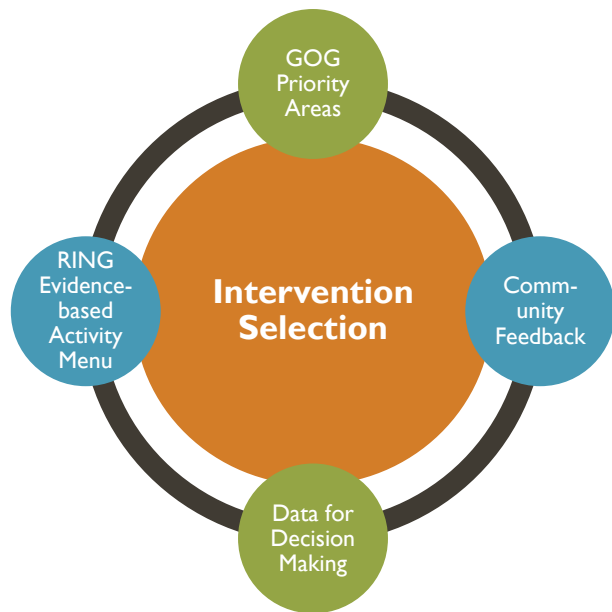 GOG
Priority
Areas
RING
Evidence-
based
Activity
Menu
Intervention
Selection
Comm-
unity
Feedback
Data for
Decision
Making